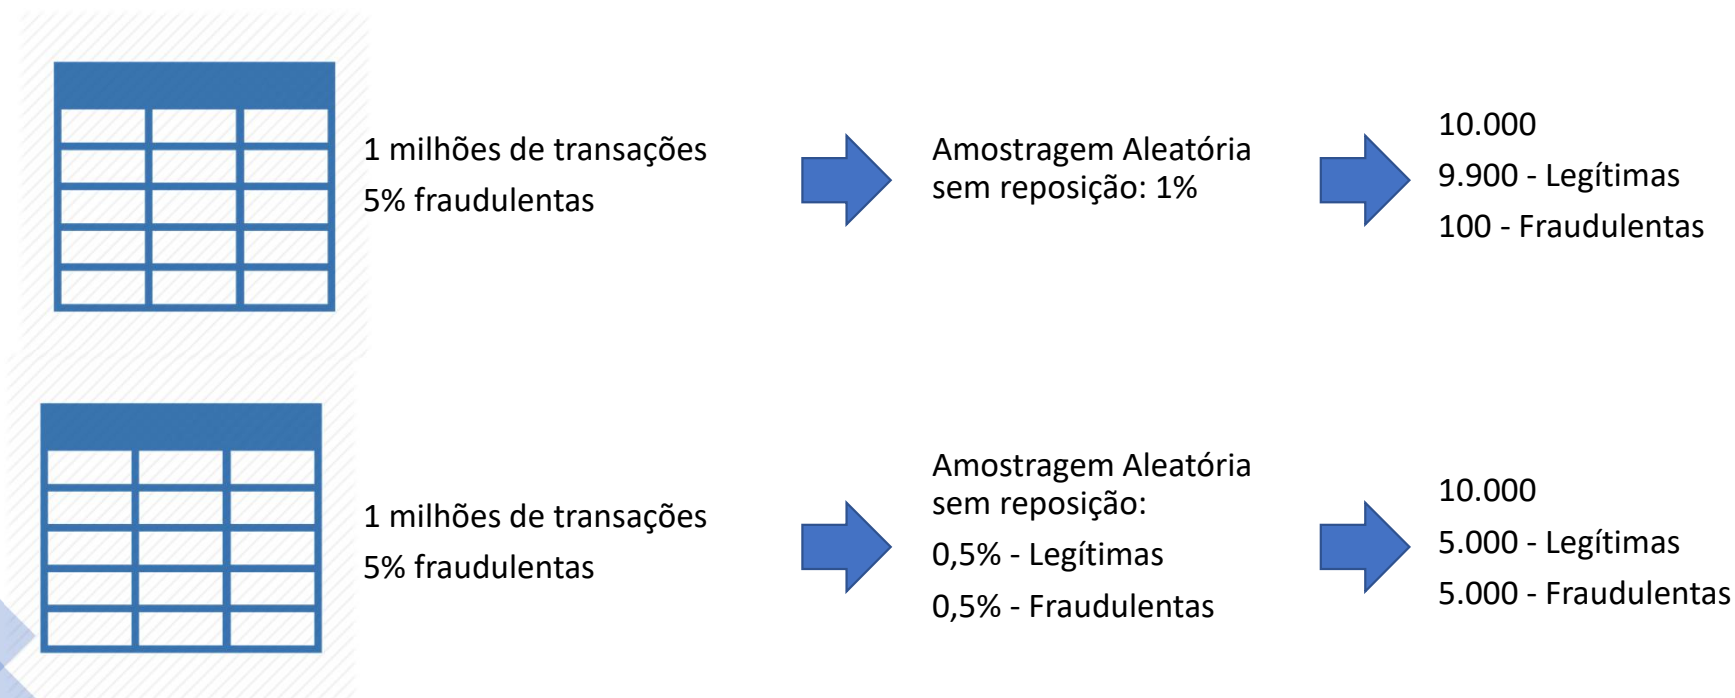 1 milhões de transações
5% fraudulentas
Amostragem Aleatória
sem reposição: 1%
10.000
9.900 - Legítimas
100 - Fraudulentas
1 milhões de transações
5% fraudulentas
Amostragem Aleatória
sem reposição:
0,5% - Legítimas
0,5% - Fraudulentas
10.000
5.000 - Legítimas
5.000 - Fraudulentas